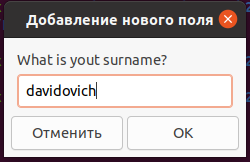 Добавление нового поля
What is yout surname?
davidovich
Отменить OK